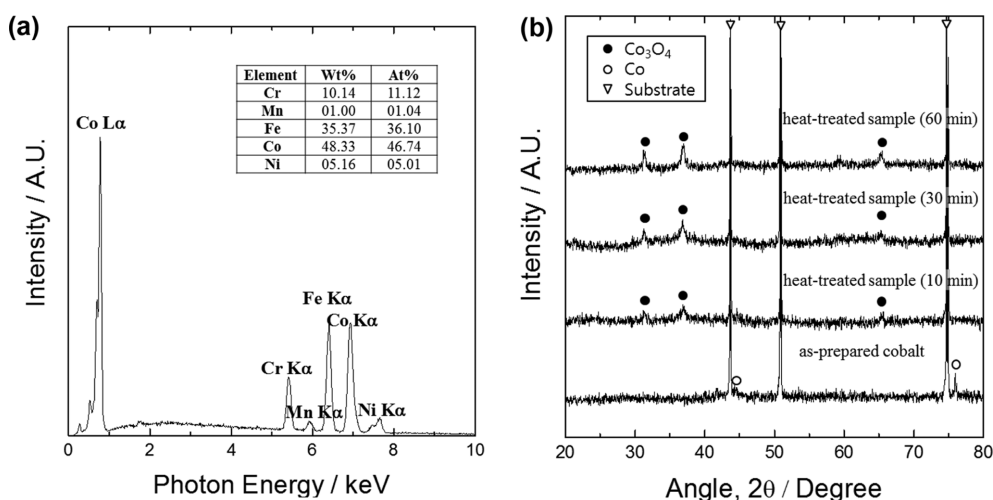 (a)
Intensity / A.U.
Element Wt% At%
Cr 10.14 11.12
Mn 01.00 01.04
Fe 35.37 36.10
Co 48.33 46.74
Ni 05.16 05.01
Co Lα
Fe Kα
Co Kα
Cr Kα
Mn Kα
Ni Kα
0 2 4 6 8 10
Photon Energy / keV
(b)
Intensity / A.U.
Co₃O₄
Co
Substrate
heat-treated sample (60 min)
heat-treated sample (30 min)
heat-treated sample (10 min)
as-prepared cobalt
20 30 40 50 60 70 80
Angle, 2θ / Degree